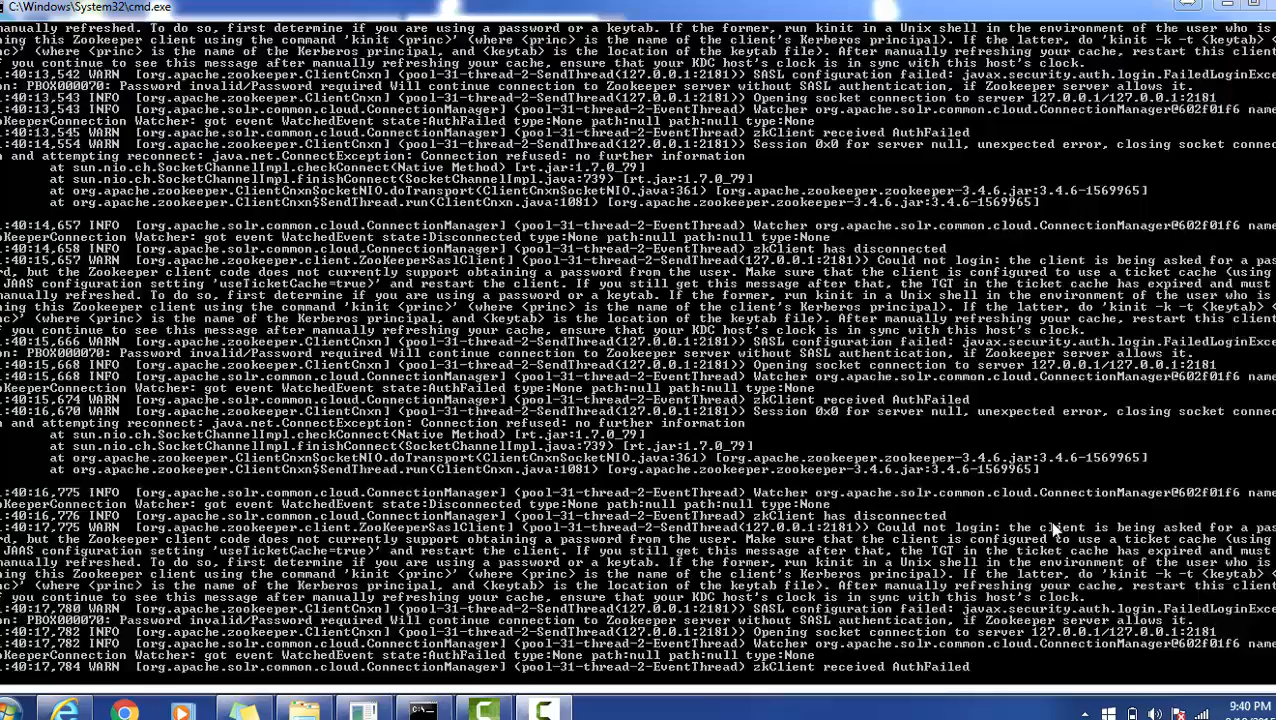 C:\Windows\System32\cmd.exe
manually refreshed. To do so, first determine if you are using a password or a keytab. If the former, run kinit in a Unix shell in the environment of the user who is
ing this Zookeeper client using the command 'kinit <princ>' (where <princ> is the name of the client's Kerberos principal). If the latter, do 'kinit -k -t <keytab> <
nc>' (where <princ> is the name of the Kerberos principal, and <keytab> is the location of the keytab file). After manually refreshing your cache, restart this client
f you continue to see this message after manually refreshing your cache, ensure that your KDC host's clock is in sync with this host's clock.
:40:13,542 WARN  [org.apache.zookeeper.ClientCnxn] (pool-31-thread-2-SendThread(127.0.0.1:2181)) SASL configuration failed: javax.security.auth.login.FailedLoginExce
on: PBOX000070: Password invalid/Password required Will continue connection to Zookeeper server without SASL authentication, if Zookeeper server allows it.
:40:13,543 INFO  [org.apache.zookeeper.ClientCnxn] (pool-31-thread-2-SendThread(127.0.0.1:2181)) Opening socket connection to server 127.0.0.1/127.0.0.1:2181
:40:13,543 INFO  [org.apache.solr.common.cloud.ConnectionManager] (pool-31-thread-2-EventThread) Watcher org.apache.solr.common.cloud.ConnectionManager@602f01f6 name
ooKeeperConnection Watcher: got event WatchedEvent state:AuthFailed type:None path:null path:null type:None
:40:13,545 WARN  [org.apache.solr.common.cloud.ConnectionManager] (pool-31-thread-2-EventThread) zkClient received AuthFailed
:40:14,554 WARN  [org.apache.zookeeper.ClientCnxn] (pool-31-thread-2-SendThread(127.0.0.1:2181)) Session 0x0 for server null, unexpected error, closing socket connec
n and attempting reconnect: java.net.ConnectException: Connection refused: no further information
at sun.nio.ch.SocketChannelImpl.checkConnect(Native Method) [rt.jar:1.7.0_79]
at sun.nio.ch.SocketChannelImpl.finishConnect(SocketChannelImpl.java:739) [rt.jar:1.7.0_79]
at org.apache.zookeeper.ClientCnxnSocketNIO.doTransport(ClientCnxnSocketNIO.java:361) [org.apache.zookeeper.zookeeper-3.4.6.jar:3.4.6-1569965]
at org.apache.zookeeper.ClientCnxn$SendThread.run(ClientCnxn.java:1081) [org.apache.zookeeper.zookeeper-3.4.6.jar:3.4.6-1569965]
:40:14,657 INFO  [org.apache.solr.common.cloud.ConnectionManager] (pool-31-thread-2-EventThread) Watcher org.apache.solr.common.cloud.ConnectionManager@602f01f6 name
ooKeeperConnection Watcher: got event WatchedEvent state:Disconnected type:None path:null path:null type:None
:40:14,658 WARN  [org.apache.solr.common.cloud.ConnectionManager] (pool-31-thread-2-EventThread) zkClient has disconnected
:40:15,657 WARN  [org.apache.zookeeper.client.ZooKeeperSaslClient] (pool-31-thread-2-SendThread(127.0.0.1:2181)) Could not login: the client is being asked for a pas
rd, but the Zookeeper client code does not currently support obtaining a password from the user. Make sure that the client is configured to use a ticket cache (using
JAAS configuration setting 'useTicketCache=true)' and restart the client. If you still get this message after that, the TGT in the ticket cache has expired and must
manually refreshed. To do so, first determine if you are using a password or a keytab. If the former, run kinit in a Unix shell in the environment of the user who is
ing this Zookeeper client using the command 'kinit <princ>' (where <princ> is the name of the client's Kerberos principal). If the latter, do 'kinit -k -t <keytab> <
nc>' (where <princ> is the name of the Kerberos principal, and <keytab> is the location of the keytab file). After manually refreshing your cache, restart this client
f you continue to see this message after manually refreshing your cache, ensure that your KDC host's clock is in sync with this host's clock.
:40:15,666 WARN  [org.apache.zookeeper.ClientCnxn] (pool-31-thread-2-SendThread(127.0.0.1:2181)) SASL configuration failed: javax.security.auth.login.FailedLoginExce
on: PBOX000070: Password invalid/Password required Will continue connection to Zookeeper server without SASL authentication, if Zookeeper server allows it.
:40:15,668 INFO  [org.apache.zookeeper.ClientCnxn] (pool-31-thread-2-SendThread(127.0.0.1:2181)) Opening socket connection to server 127.0.0.1/127.0.0.1:2181
:40:15,668 INFO  [org.apache.solr.common.cloud.ConnectionManager] (pool-31-thread-2-EventThread) Watcher org.apache.solr.common.cloud.ConnectionManager@602f01f6 name
ooKeeperConnection Watcher: got event WatchedEvent state:AuthFailed type:None path:null path:null type:None
:40:15,674 WARN  [org.apache.solr.common.cloud.ConnectionManager] (pool-31-thread-2-EventThread) zkClient received AuthFailed
:40:16,670 WARN  [org.apache.zookeeper.ClientCnxn] (pool-31-thread-2-SendThread(127.0.0.1:2181)) Session 0x0 for server null, unexpected error, closing socket connec
n and attempting reconnect: java.net.ConnectException: Connection refused: no further information
at sun.nio.ch.SocketChannelImpl.checkConnect(Native Method) [rt.jar:1.7.0_79]
at sun.nio.ch.SocketChannelImpl.finishConnect(SocketChannelImpl.java:739) [rt.jar:1.7.0_79]
at org.apache.zookeeper.ClientCnxnSocketNIO.doTransport(ClientCnxnSocketNIO.java:361) [org.apache.zookeeper.zookeeper-3.4.6.jar:3.4.6-1569965]
at org.apache.zookeeper.ClientCnxn$SendThread.run(ClientCnxn.java:1081) [org.apache.zookeeper.zookeeper-3.4.6.jar:3.4.6-1569965]
:40:16,775 INFO  [org.apache.solr.common.cloud.ConnectionManager] (pool-31-thread-2-EventThread) Watcher org.apache.solr.common.cloud.ConnectionManager@602f01f6 name
ooKeeperConnection Watcher: got event WatchedEvent state:Disconnected type:None path:null path:null type:None
:40:16,776 WARN  [org.apache.solr.common.cloud.ConnectionManager] (pool-31-thread-2-EventThread) zkClient has disconnected
:40:17,775 WARN  [org.apache.zookeeper.client.ZooKeeperSaslClient] (pool-31-thread-2-SendThread(127.0.0.1:2181)) Could not login: the client is being asked for a pas
rd, but the Zookeeper client code does not currently support obtaining a password from the user. Make sure that the client is configured to use a ticket cache (using
JAAS configuration setting 'useTicketCache=true)' and restart the client. If you still get this message after that, the TGT in the ticket cache has expired and must
manually refreshed. To do so, first determine if you are using a password or a keytab. If the former, run kinit in a Unix shell in the environment of the user who is
ing this Zookeeper client using the command 'kinit <princ>' (where <princ> is the name of the client's Kerberos principal). If the latter, do 'kinit -k -t <keytab> <
nc>' (where <princ> is the name of the Kerberos principal, and <keytab> is the location of the keytab file). After manually refreshing your cache, restart this client
f you continue to see this message after manually refreshing your cache, ensure that your KDC host's clock is in sync with this host's clock.
:40:17,780 WARN  [org.apache.zookeeper.ClientCnxn] (pool-31-thread-2-SendThread(127.0.0.1:2181)) SASL configuration failed: javax.security.auth.login.FailedLoginExce
on: PBOX000070: Password invalid/Password required Will continue connection to Zookeeper server without SASL authentication, if Zookeeper server allows it.
:40:17,782 INFO  [org.apache.zookeeper.ClientCnxn] (pool-31-thread-2-SendThread(127.0.0.1:2181)) Opening socket connection to server 127.0.0.1/127.0.0.1:2181
:40:17,782 INFO  [org.apache.solr.common.cloud.ConnectionManager] (pool-31-thread-2-EventThread) Watcher org.apache.solr.common.cloud.ConnectionManager@602f01f6 name
ooKeeperConnection Watcher: got event WatchedEvent state:AuthFailed type:None path:null path:null type:None
:40:17,784 WARN  [org.apache.solr.common.cloud.ConnectionManager] (pool-31-thread-2-EventThread) zkClient received AuthFailed
9:40 PM